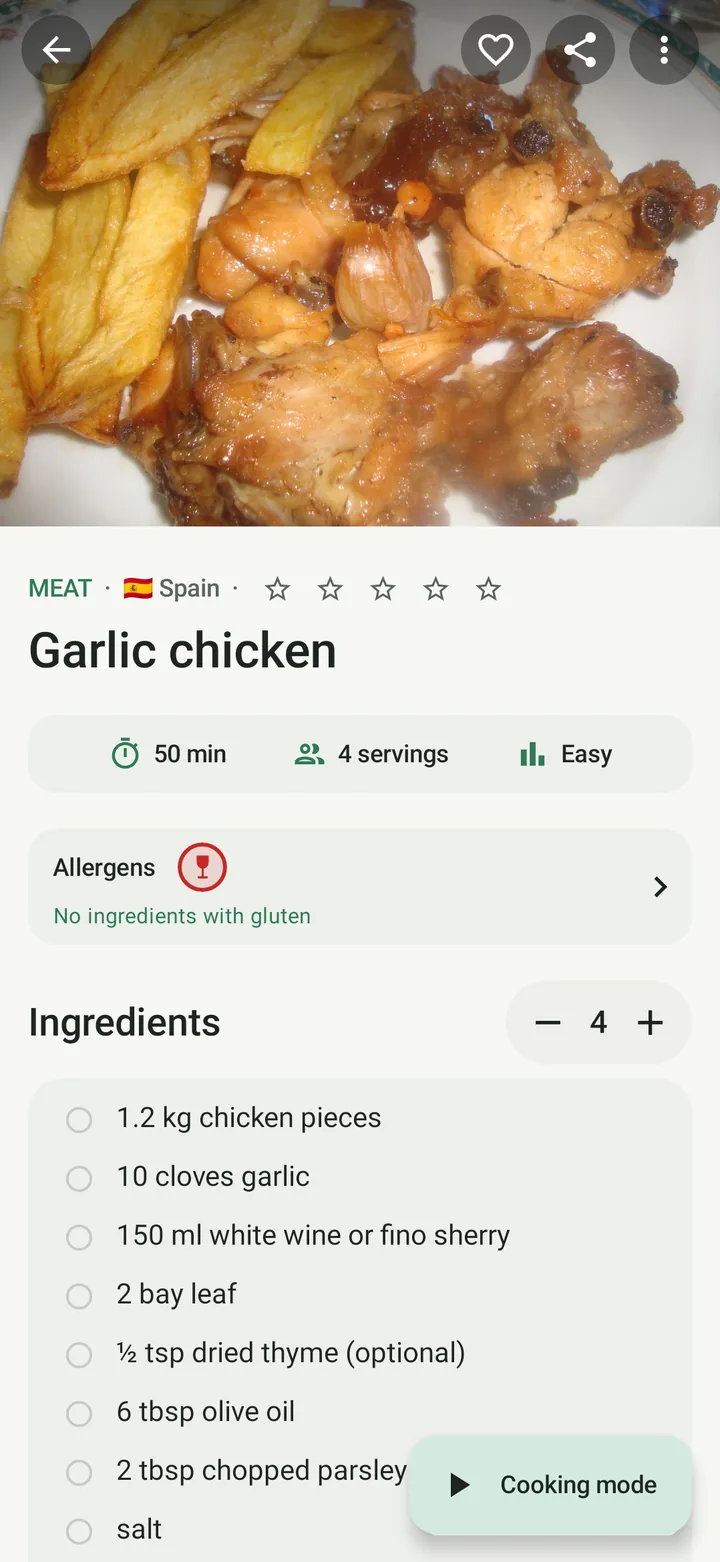 MEAT · 🇪🇸 Spain ·
Garlic chicken
50 min
4 servings
Easy
Allergens
No ingredients with gluten
Ingredients
4
1.2 kg chicken pieces
10 cloves garlic
150 ml white wine or fino sherry
2 bay leaf
½ tsp dried thyme (optional)
6 tbsp olive oil
2 tbsp chopped parsley
Cooking mode
salt